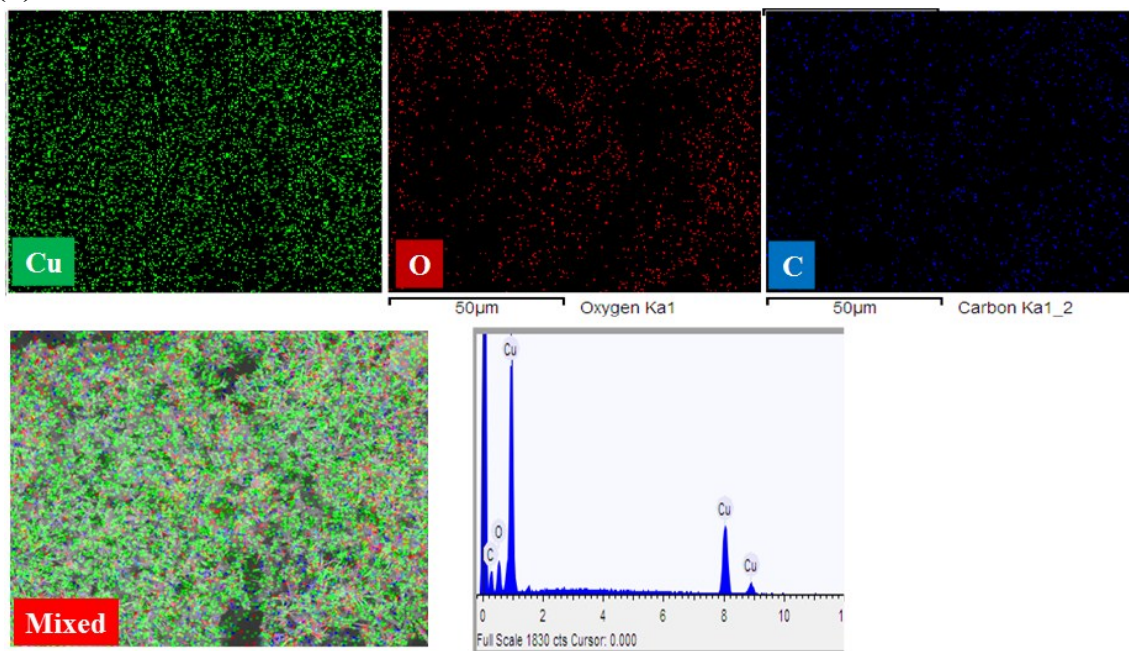 Cu
O
C
50µm
Oxygen Ka1
50µm
Carbon Ka1_2
Mixed
Cu
O
C
Cu
Cu
0 2 4 6 8 10
Full Scale 1830 cts Cursor: 0.000